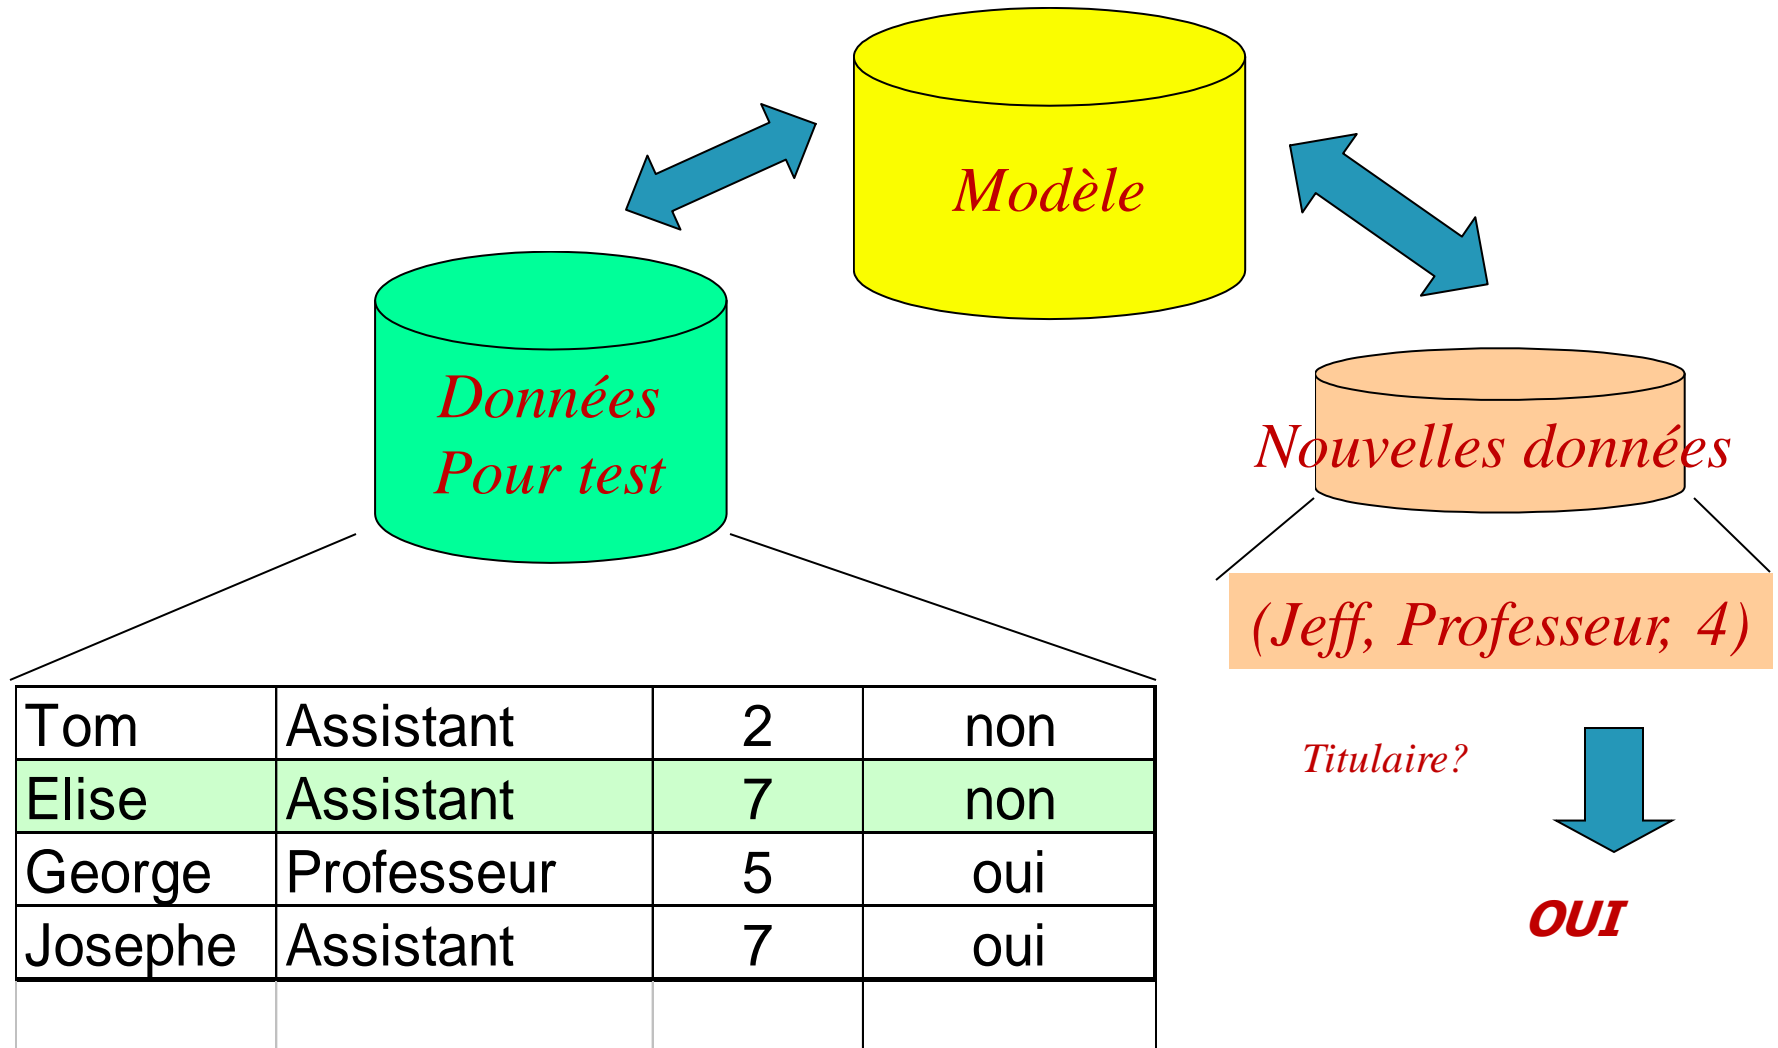 Modèle
Données
Pour test
Nouvelles données
(Jeff, Professeur, 4)
Tom Assistant 2 non
Elise Assistant 7 non
George Professeur 5 oui
Josephe Assistant 7 oui
Titulaire?
OUI